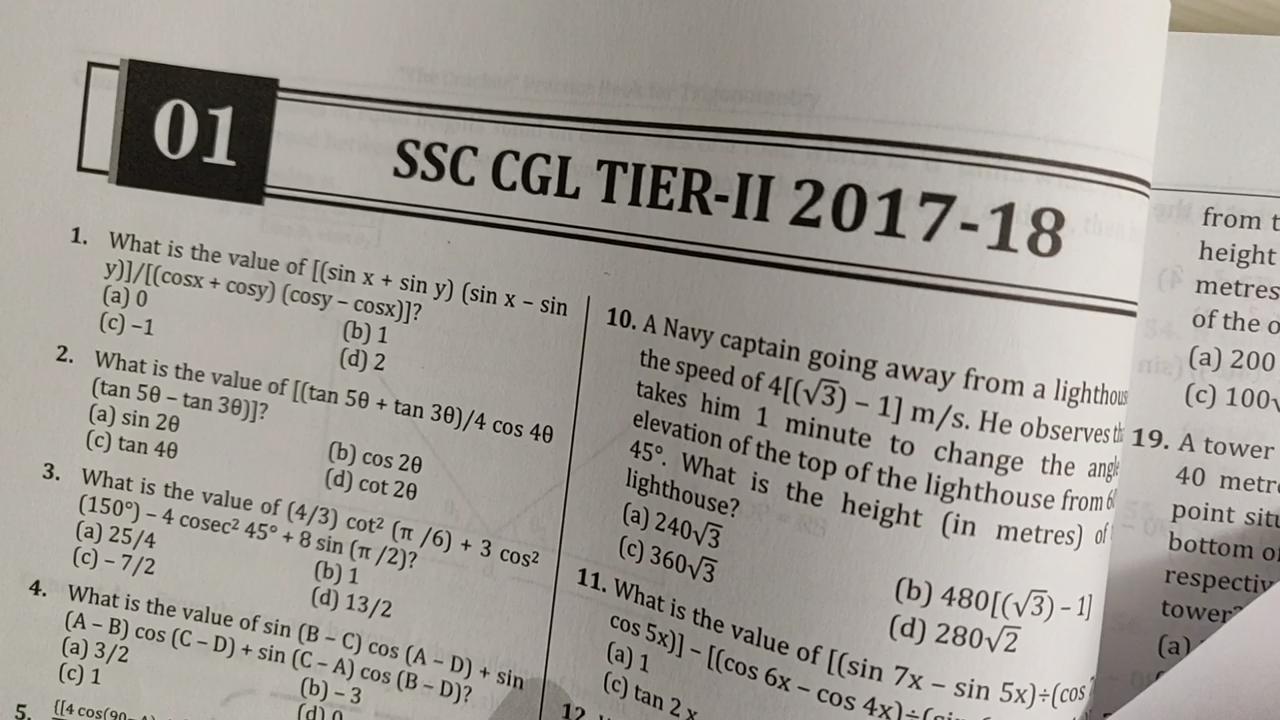 01
SSC CGL TIER-II 2017-18
1. What is the value of [(sin x + sin y) (sin x – sin
y)]/[(cosx + cosy) (cosy – cosx)]?
(a) 0 (b) 1
(c) –1 (d) 2
2. What is the value of [(tan 5θ + tan 3θ)/4 cos 4θ
(tan 5θ – tan 3θ)]?
(a) sin 2θ (b) cos 2θ
(c) tan 4θ (d) cot 2θ
3. What is the value of (4/3) cot² (π /6) + 3 cos²
(150°) – 4 cosec² 45° + 8 sin (π /2)?
(a) 25/4 (b) 1
(c) – 7/2 (d) 13/2
4. What is the value of sin (B – C) cos (A – D) + sin
(A – B) cos (C – D) + sin (C – A) cos (B – D)?
(a) 3/2 (b) – 3
(c) 1 (d) 0
5. {[4 cos(90
10. A Navy captain going away from a lighthous
the speed of 4[(√3) – 1] m/s. He observes th
takes him 1 minute to change the angl
elevation of the top of the lighthouse from 6
45°. What is the height (in metres) of
lighthouse?
(a) 240√3 (b) 480[(√3) – 1]
(c) 360√3 (d) 280√2
11. What is the value of [(sin 7x – sin 5x)÷(cos
cos 5x)] – [(cos 6x – cos 4x)÷
(a) 1
(c) tan 2 x
12.
from t
height
metres
of the o
(a) 200
(c) 100
19. A tower
40 metr
point situ
bottom o
respectiv
tower?
(a)